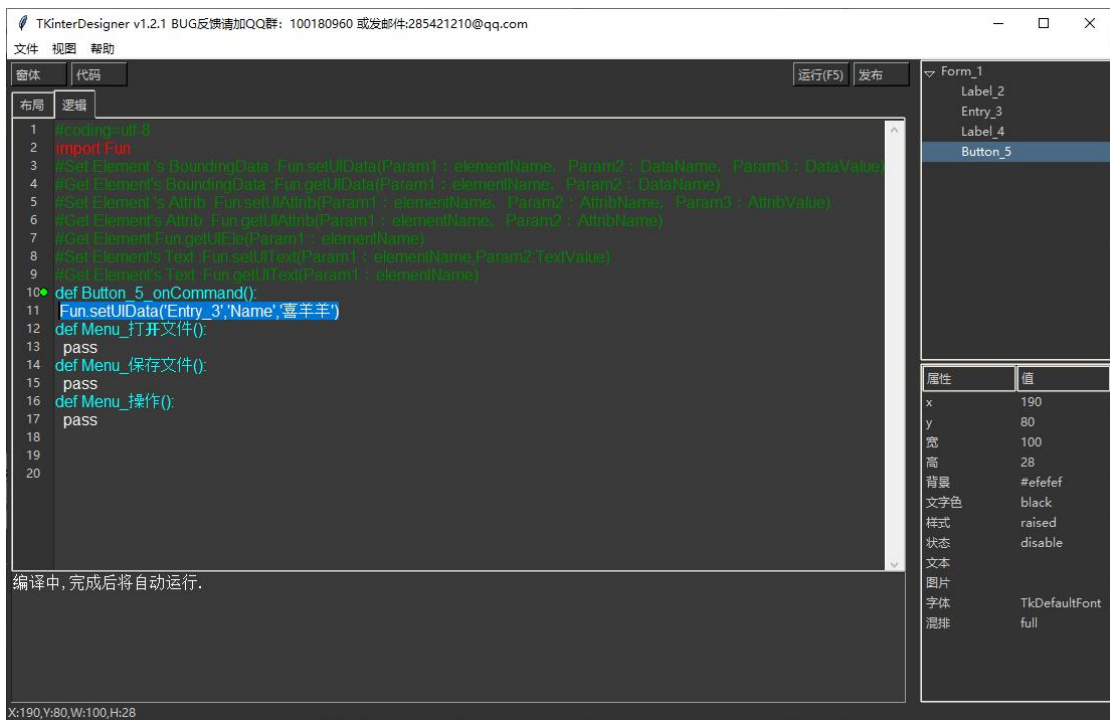 TKinterDesigner v1.2.1 BUG反馈请加QQ群：100180960 或发邮件:285421210@qq.com
文件 视图 帮助
窗体 代码 运行(F5) 发布
布局 逻辑
1 #coding=utf-8
2 import Fun
3 #Set Element 's BoundingData :Fun.setUIData(Param1：elementName， Param2：DataName，Param3：DataValue)
4 #Get Element's BoundingData :Fun.getUIData(Param1：elementName， Param2：DataName)
5 #Set Element 's Attrib :Fun.setUIAttrib(Param1：elementName， Param2：AttribName， Param3：AttribValue)
6 #Get Element's Attrib :Fun.getUIAttrib(Param1：elementName， Param2：AttribName)
7 #Get Element:Fun.getUIEle(Param1：elementName)
8 #Set Element's Text :Fun.setUIText(Param1：elementName,Param2:TextValue)
9 #Get Element's Text :Fun.getUIText(Param1：elementName)
10 def Button_5_onCommand():
11 Fun.setUIData('Entry_3','Name','喜羊羊')
12 def Menu_打开文件():
13 pass
14 def Menu_保存文件():
15 pass
16 def Menu_操作():
17 pass
18
19
20
编译中,完成后将自动运行.
X:190,Y:80,W:100,H:28
Form_1
Label_2
Entry_3
Label_4
Button_5
属性 值
x 190
y 80
宽 100
高 28
背景 #efefef
文字色 black
样式 raised
状态 disable
文本
图片
字体 TkDefaultFont
混排 full